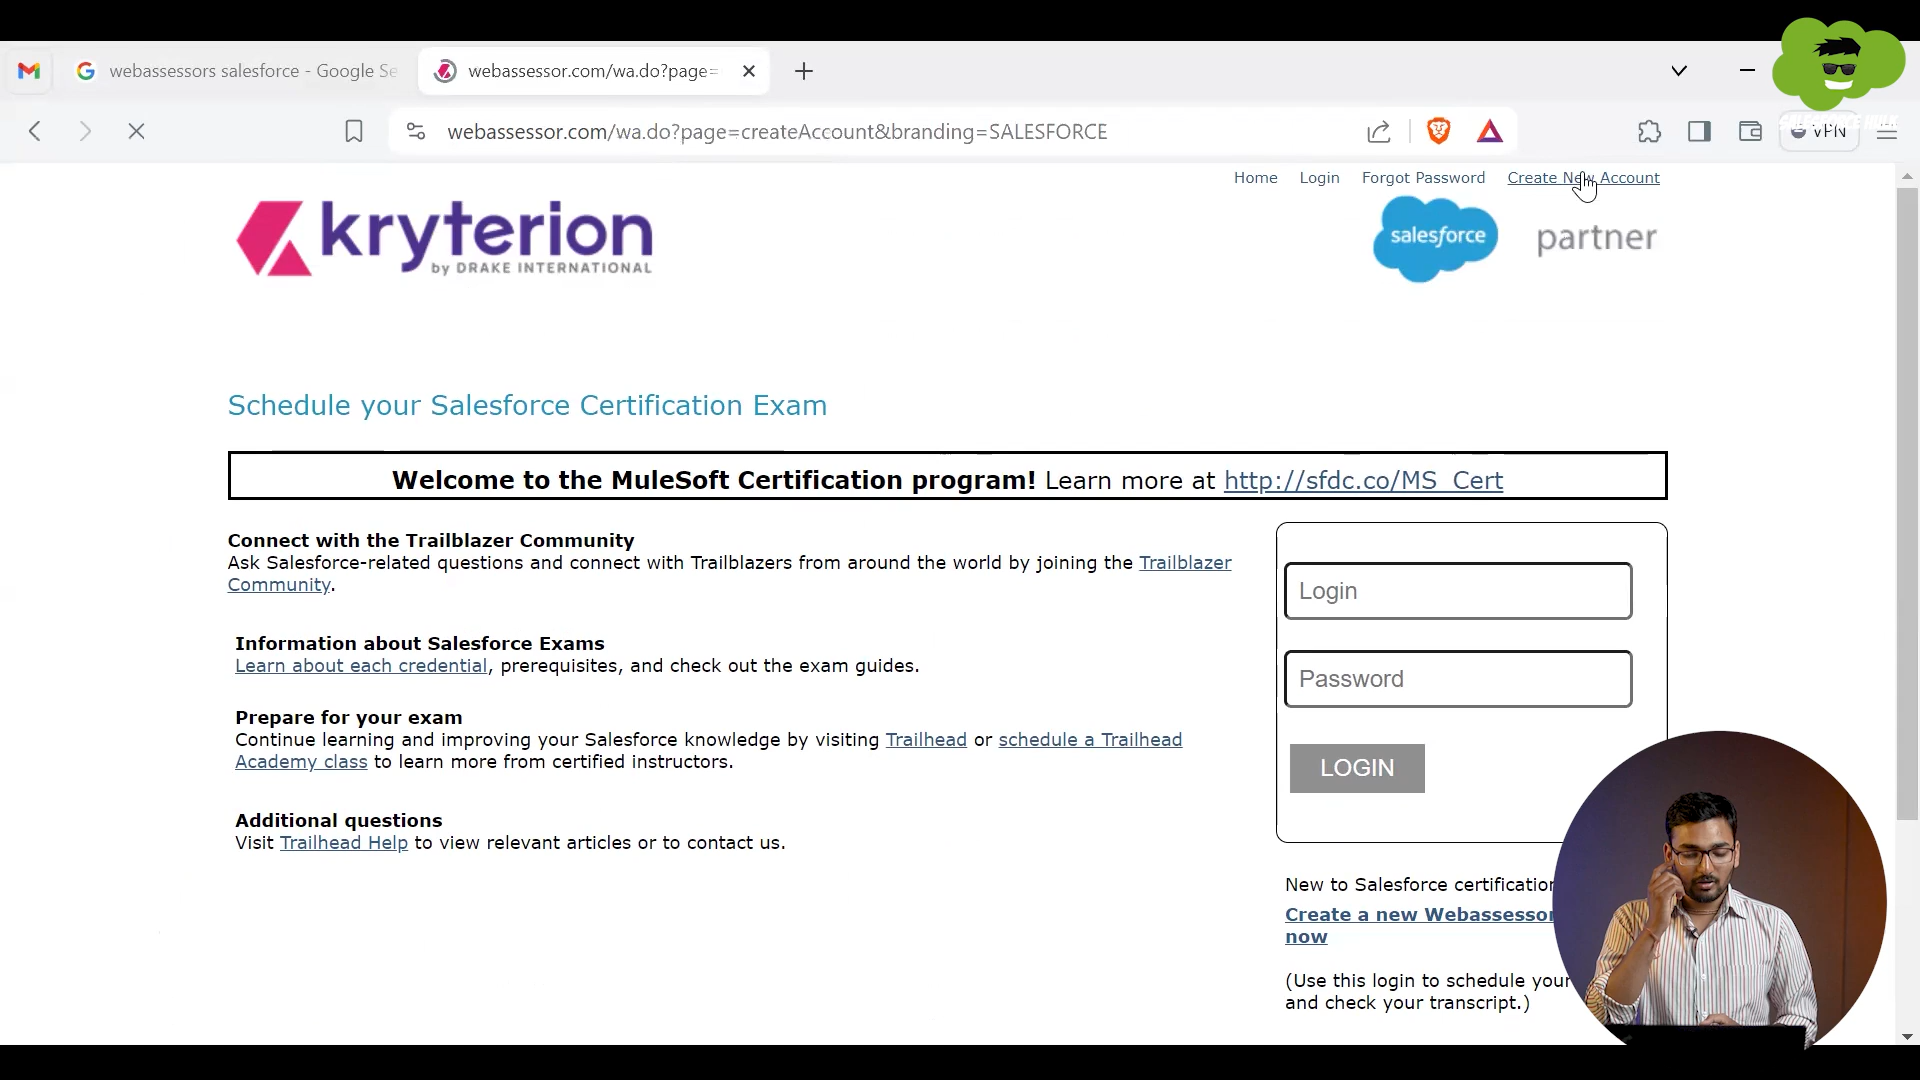 webassessors salesforce - Google Se
webassessor.com/wa.do?page=
webassessor.com/wa.do?page=createAccount&branding=SALESFORCE
VPN
Home Login Forgot Password Create New Account
kryterion
by DRAKE INTERNATIONAL
salesforce partner
Schedule your Salesforce Certification Exam
Welcome to the MuleSoft Certification program! Learn more at http://sfdc.co/MS_Cert
Connect with the Trailblazer Community
Ask Salesforce-related questions and connect with Trailblazers from around the world by joining the Trailblazer
Community.
Information about Salesforce Exams
Learn about each credential, prerequisites, and check out the exam guides.
Prepare for your exam
Continue learning and improving your Salesforce knowledge by visiting Trailhead or schedule a Trailhead
Academy class to learn more from certified instructors.
Additional questions
Visit Trailhead Help to view relevant articles or to contact us.
Login
Password
LOGIN
New to Salesforce certification
Create a new Webassessor
now
(Use this login to schedule your
and check your transcript.)